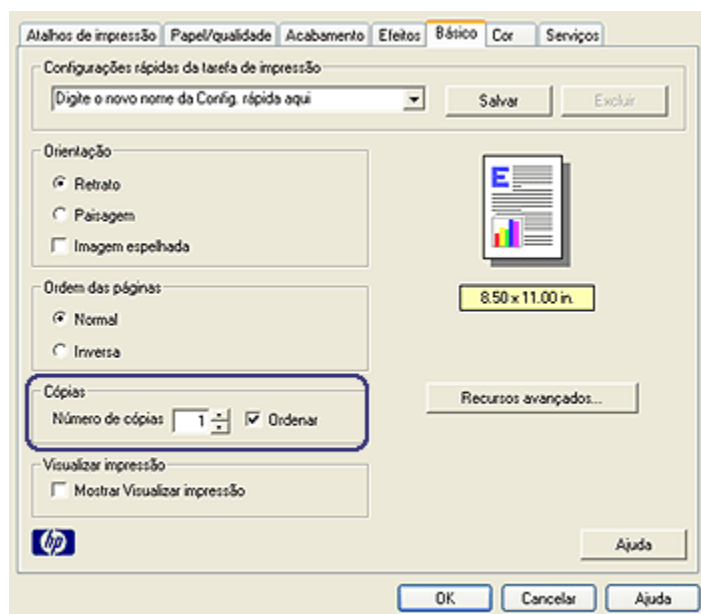 Atalhos de impressão Papel/qualidade Acabamento Efeitos Básico Cor Serviços
Configurações rápidas da tarefa de impressão
Digite o novo nome da Config. rápida aqui Salvar Excluir
Orientação
Retrato
Paisagem
Imagem espelhada
E
8.50 x 11.00 in.
Ordem das páginas
Normal
Inversa
Cópias
Número de cópias 1 Ordenar
Recursos avançados...
Visualizar impressão
Mostrar Visualizar impressão
hp
Ajuda
OK Cancelar Ajuda